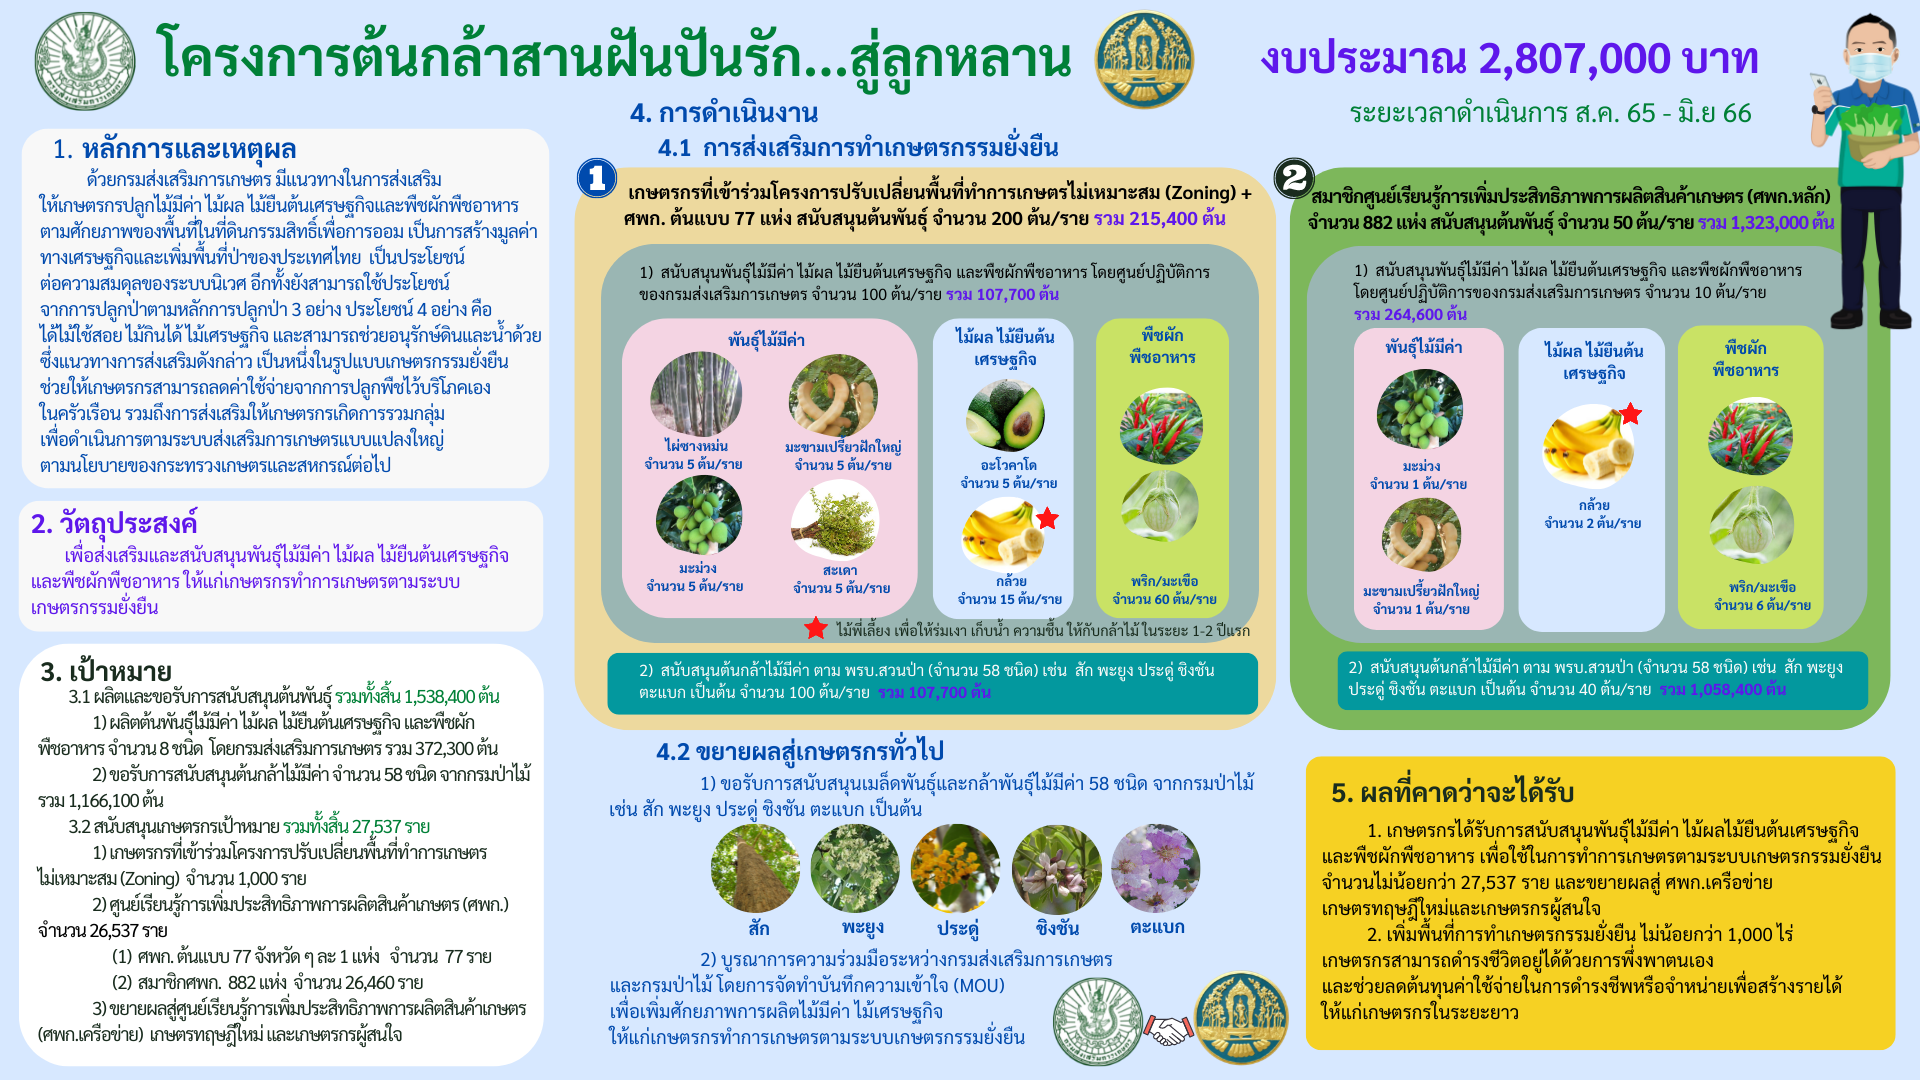 โครงการต้นกล้าสานฝันปันรัก...สู่ลูกหลาน
งบประมาณ 2,807,000 บาท
ระยะเวลาดำเนินการ ส.ค. 65 - มิ.ย 66
1. หลักการและเหตุผล
ด้วยกรมส่งเสริมการเกษตร มีแนวทางในการส่งเสริม
ให้เกษตรกรปลูกไม้มีค่า ไม้ผล ไม้ยืนต้นเศรษฐกิจและพืชผักพืชอาหาร
ตามศักยภาพของพื้นที่ในที่ดินกรรมสิทธิ์เพื่อการออม เป็นการสร้างมูลค่า
ทางเศรษฐกิจและเพิ่มพื้นที่ป่าของประเทศไทย เป็นประโยชน์
ต่อความสมดุลของระบบนิเวศ อีกทั้งยังสามารถใช้ประโยชน์
จากการปลูกป่าตามหลักการปลูกป่า 3 อย่าง ประโยชน์ 4 อย่าง คือ
ได้ไม้ใช้สอย ไม้กินได้ ไม้เศรษฐกิจ และสามารถช่วยอนุรักษ์ดินและน้ำด้วย
ซึ่งแนวทางการส่งเสริมดังกล่าว เป็นหนึ่งในรูปแบบเกษตรกรรมยั่งยืน
ช่วยให้เกษตรกรสามารถลดค่าใช้จ่ายจากการปลูกพืชไว้บริโภคเอง
ในครัวเรือน รวมถึงการส่งเสริมให้เกษตรกรเกิดการรวมกลุ่ม
เพื่อดำเนินการตามระบบส่งเสริมการเกษตรแบบแปลงใหญ่
ตามนโยบายของกระทรวงเกษตรและสหกรณ์ต่อไป
2. วัตถุประสงค์
เพื่อส่งเสริมและสนับสนุนพันธุ์ไม้มีค่า ไม้ผล ไม้ยืนต้นเศรษฐกิจ
และพืชผักพืชอาหาร ให้แก่เกษตรกรทำการเกษตรตามระบบ
เกษตรกรรมยั่งยืน
3. เป้าหมาย
3.1 ผลิตและขอรับการสนับสนุนต้นพันธุ์ รวมทั้งสิ้น 1,538,400 ต้น
1) ผลิตต้นพันธุ์ไม้มีค่า ไม้ผล ไม้ยืนต้นเศรษฐกิจ และพืชผัก
พืชอาหาร จำนวน 8 ชนิด โดยกรมส่งเสริมการเกษตร รวม 372,300 ต้น
2) ขอรับการสนับสนุนต้นกล้าไม้มีค่า จำนวน 58 ชนิด จากกรมป่าไม้
รวม 1,166,100 ต้น
3.2 สนับสนุนเกษตรกรเป้าหมาย รวมทั้งสิ้น 27,537 ราย
1) เกษตรกรที่เข้าร่วมโครงการปรับเปลี่ยนพื้นที่ทำการเกษตร
ไม่เหมาะสม (Zoning) จำนวน 1,000 ราย
2) ศูนย์เรียนรู้การเพิ่มประสิทธิภาพการผลิตสินค้าเกษตร (ศพก.)
จำนวน 26,537 ราย
(1) ศพก. ต้นแบบ 77 จังหวัด ๆ ละ 1 แห่ง จำนวน 77 ราย
(2) สมาชิกศพก. 882 แห่ง จำนวน 26,460 ราย
3) ขยายผลสู่ศูนย์เรียนรู้การเพิ่มประสิทธิภาพการผลิตสินค้าเกษตร
(ศพก.เครือข่าย) เกษตรทฤษฎีใหม่ และเกษตรกรผู้สนใจ
4. การดำเนินงาน
4.1 การส่งเสริมการทำเกษตรกรรมยั่งยืน
1
เกษตรกรที่เข้าร่วมโครงการปรับเปลี่ยนพื้นที่ทำการเกษตรไม่เหมาะสม (Zoning) +
ศพก. ต้นแบบ 77 แห่ง สนับสนุนต้นพันธุ์ จำนวน 200 ต้น/ราย รวม 215,400 ต้น
1) สนับสนุนพันธุ์ไม้มีค่า ไม้ผล ไม้ยืนต้นเศรษฐกิจ และพืชผักพืชอาหาร โดยศูนย์ปฏิบัติการ
ของกรมส่งเสริมการเกษตร จำนวน 100 ต้น/ราย รวม 107,700 ต้น
พันธุ์ไม้มีค่า
ไผ่ซางหม่น
จำนวน 5 ต้น/ราย
มะขามเปรี้ยวฝักใหญ่
จำนวน 5 ต้น/ราย
มะม่วง
จำนวน 5 ต้น/ราย
สะเดา
จำนวน 5 ต้น/ราย
ไม้ผล ไม้ยืนต้น
เศรษฐกิจ
อะโวคาโด
จำนวน 5 ต้น/ราย
กล้วย
จำนวน 15 ต้น/ราย
พืชผัก
พืชอาหาร
พริก/มะเขือ
จำนวน 60 ต้น/ราย
ไม้พี่เลี้ยง เพื่อให้ร่มเงา เก็บน้ำ ความชื้น ให้กับกล้าไม้ ในระยะ 1-2 ปีแรก
2) สนับสนุนต้นกล้าไม้มีค่า ตาม พรบ.สวนป่า (จำนวน 58 ชนิด) เช่น สัก พะยูง ประดู่ ชิงชัน
ตะแบก เป็นต้น จำนวน 100 ต้น/ราย รวม 107,700 ต้น
2
สมาชิกศูนย์เรียนรู้การเพิ่มประสิทธิภาพการผลิตสินค้าเกษตร (ศพก.หลัก)
จำนวน 882 แห่ง สนับสนุนต้นพันธุ์ จำนวน 50 ต้น/ราย รวม 1,323,000 ต้น
1) สนับสนุนพันธุ์ไม้มีค่า ไม้ผล ไม้ยืนต้นเศรษฐกิจ และพืชผักพืชอาหาร
โดยศูนย์ปฏิบัติการของกรมส่งเสริมการเกษตร จำนวน 10 ต้น/ราย
รวม 264,600 ต้น
พันธุ์ไม้มีค่า
มะม่วง
จำนวน 1 ต้น/ราย
มะขามเปรี้ยวฝักใหญ่
จำนวน 1 ต้น/ราย
ไม้ผล ไม้ยืนต้น
เศรษฐกิจ
กล้วย
จำนวน 2 ต้น/ราย
พืชผัก
พืชอาหาร
พริก/มะเขือ
จำนวน 6 ต้น/ราย
2) สนับสนุนต้นกล้าไม้มีค่า ตาม พรบ.สวนป่า (จำนวน 58 ชนิด) เช่น สัก พะยูง
ประดู่ ชิงชัน ตะแบก เป็นต้น จำนวน 40 ต้น/ราย รวม 1,058,400 ต้น
4.2 ขยายผลสู่เกษตรกรทั่วไป
1) ขอรับการสนับสนุนเมล็ดพันธุ์และกล้าพันธุ์ไม้มีค่า 58 ชนิด จากกรมป่าไม้
เช่น สัก พะยูง ประดู่ ชิงชัน ตะแบก เป็นต้น
สัก
พะยูง
ประดู่
ชิงชัน
ตะแบก
2) บูรณาการความร่วมมือระหว่างกรมส่งเสริมการเกษตร
และกรมป่าไม้ โดยการจัดทำบันทึกความเข้าใจ (MOU)
เพื่อเพิ่มศักยภาพการผลิตไม้มีค่า ไม้เศรษฐกิจ
ให้แก่เกษตรกรทำการเกษตรตามระบบเกษตรกรรมยั่งยืน
5. ผลที่คาดว่าจะได้รับ
1. เกษตรกรได้รับการสนับสนุนพันธุ์ไม้มีค่า ไม้ผลไม้ยืนต้นเศรษฐกิจ
และพืชผักพืชอาหาร เพื่อใช้ในการทำการเกษตรตามระบบเกษตรกรรมยั่งยืน
จำนวนไม่น้อยกว่า 27,537 ราย และขยายผลสู่ ศพก.เครือข่าย
เกษตรทฤษฎีใหม่และเกษตรกรผู้สนใจ
2. เพิ่มพื้นที่การทำเกษตรกรรมยั่งยืน ไม่น้อยกว่า 1,000 ไร่
เกษตรกรสามารถดำรงชีวิตอยู่ได้ด้วยการพึ่งพาตนเอง
และช่วยลดต้นทุนค่าใช้จ่ายในการดำรงชีพหรือจำหน่ายเพื่อสร้างรายได้
ให้แก่เกษตรกรในระยะยาว